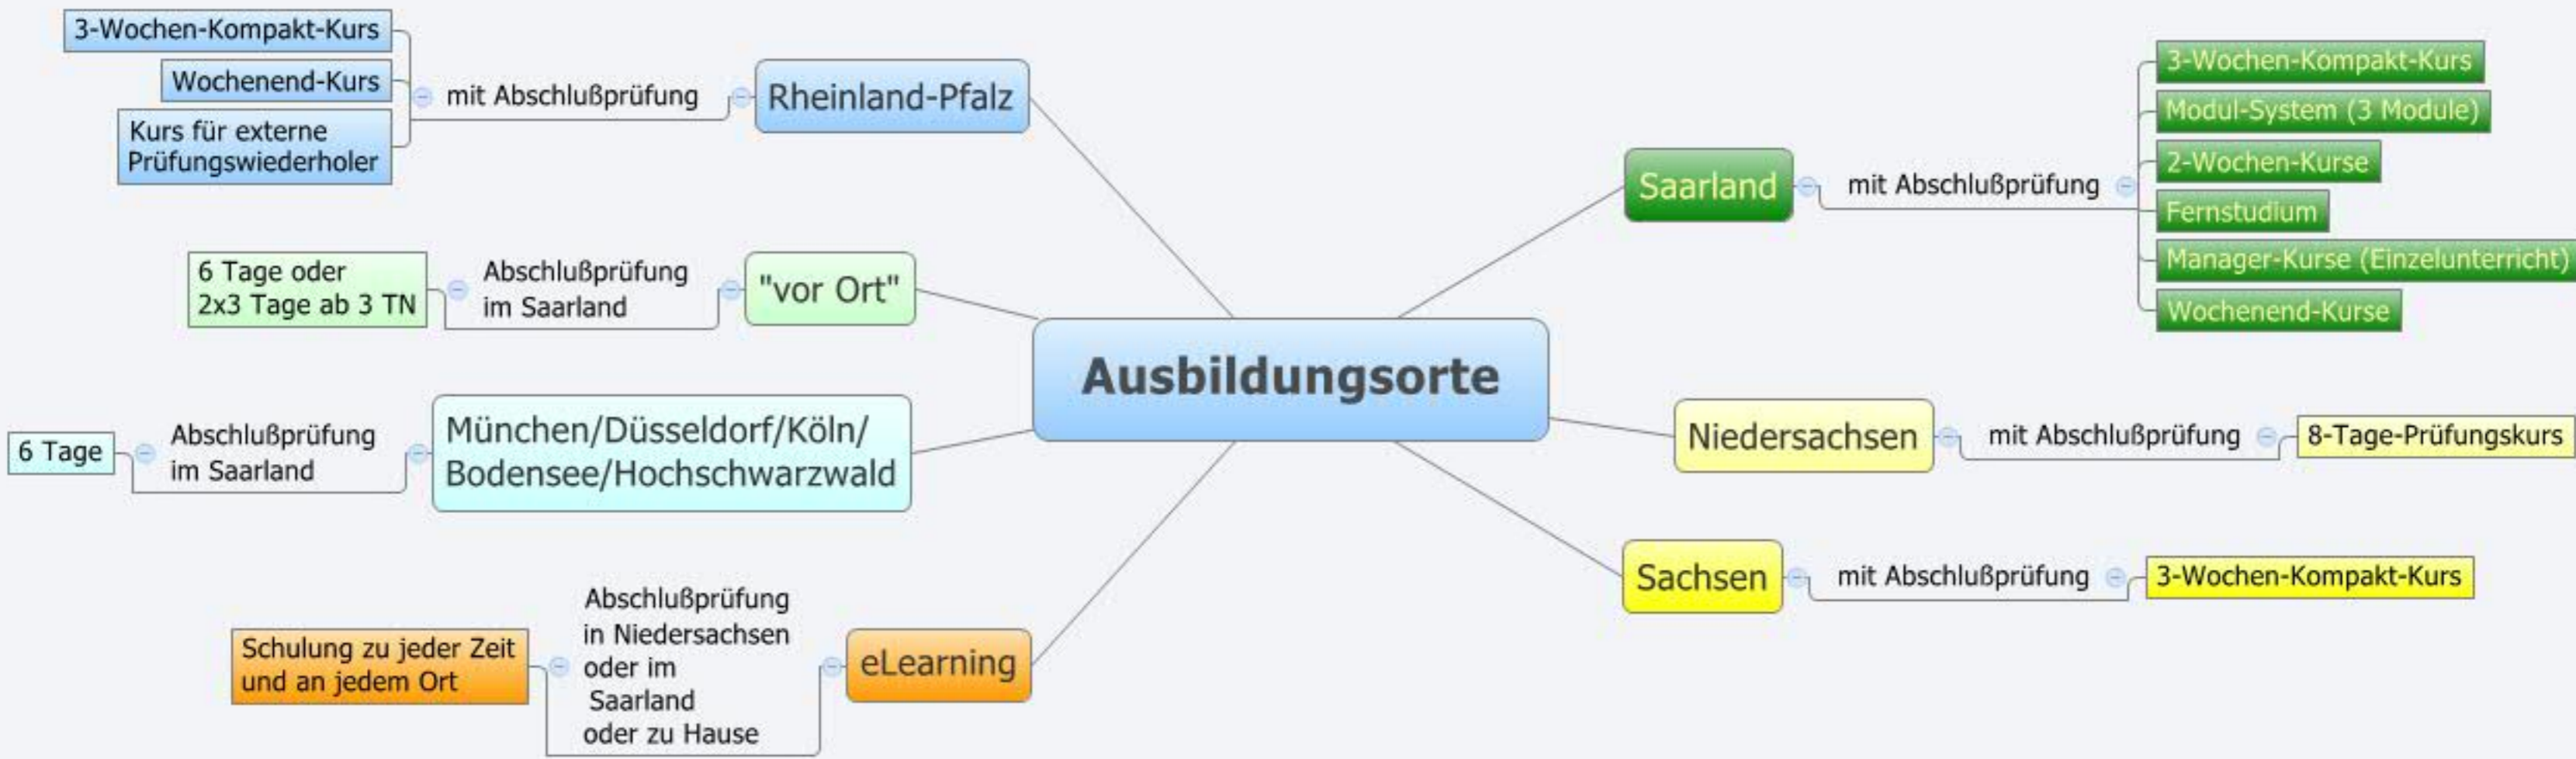 Ausbildungsorte
3-Wochen-Kompakt-Kurs
Wochenend-Kurs
Kurs für externe
Prüfungswiederholer
mit Abschlußprüfung
Rheinland-Pfalz
6 Tage oder
2x3 Tage ab 3 TN
Abschlußprüfung
im Saarland
"vor Ort"
6 Tage
Abschlußprüfung
im Saarland
München/Düsseldorf/Köln/
Bodensee/Hochschwarzwald
Schulung zu jeder Zeit
und an jedem Ort
Abschlußprüfung
in Niedersachsen
oder im
Saarland
oder zu Hause
eLearning
Saarland
mit Abschlußprüfung
3-Wochen-Kompakt-Kurs
Modul-System (3 Module)
2-Wochen-Kurse
Fernstudium
Manager-Kurse (Einzelunterricht)
Wochenend-Kurse
Niedersachsen
mit Abschlußprüfung
8-Tage-Prüfungskurs
Sachsen
mit Abschlußprüfung
3-Wochen-Kompakt-Kurs